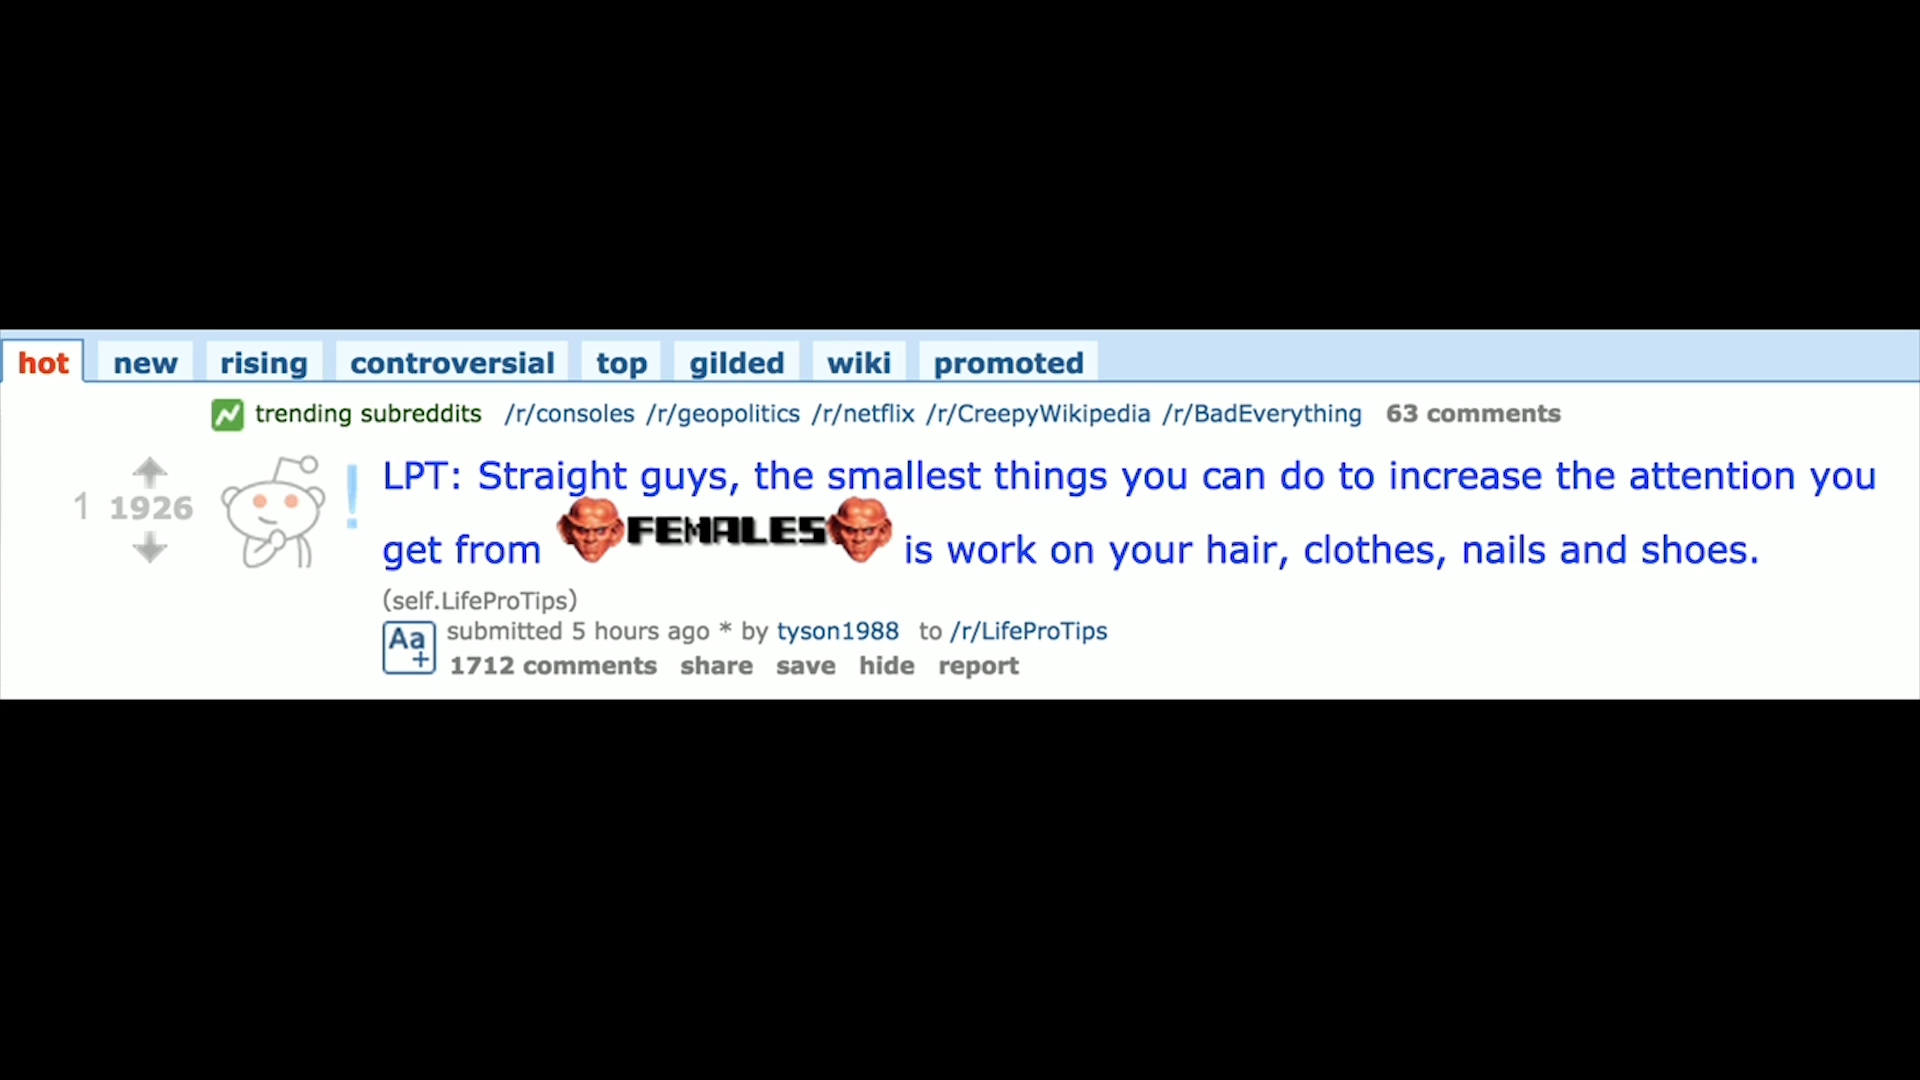 hot new rising controversial top gilded wiki promoted
trending subreddits /r/consoles /r/geopolitics /r/netflix /r/CreepyWikipedia /r/BadEverything 63 comments
1 1926 ! LPT: Straight guys, the smallest things you can do to increase the attention you
get from FEMALES is work on your hair, clothes, nails and shoes.
(self.LifeProTips)
Aa+ submitted 5 hours ago * by tyson1988 to /r/LifeProTips
1712 comments share save hide report